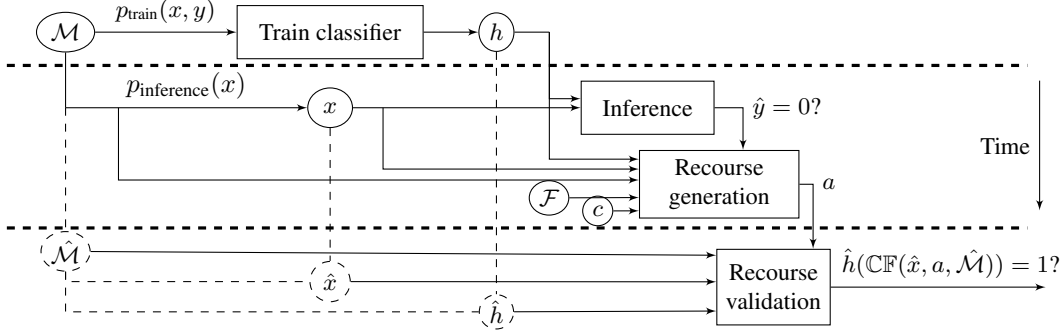 ℳ p_train(x, y) Train classifier h
p_inference(x) x Inference ŷ = 0?
Time
Recourse
generation
a
ℱ
c
ℳ̂
x̂
ĥ
Recourse
validation
ĥ(ℂ𝔽(x̂, a, ℳ̂)) = 1?